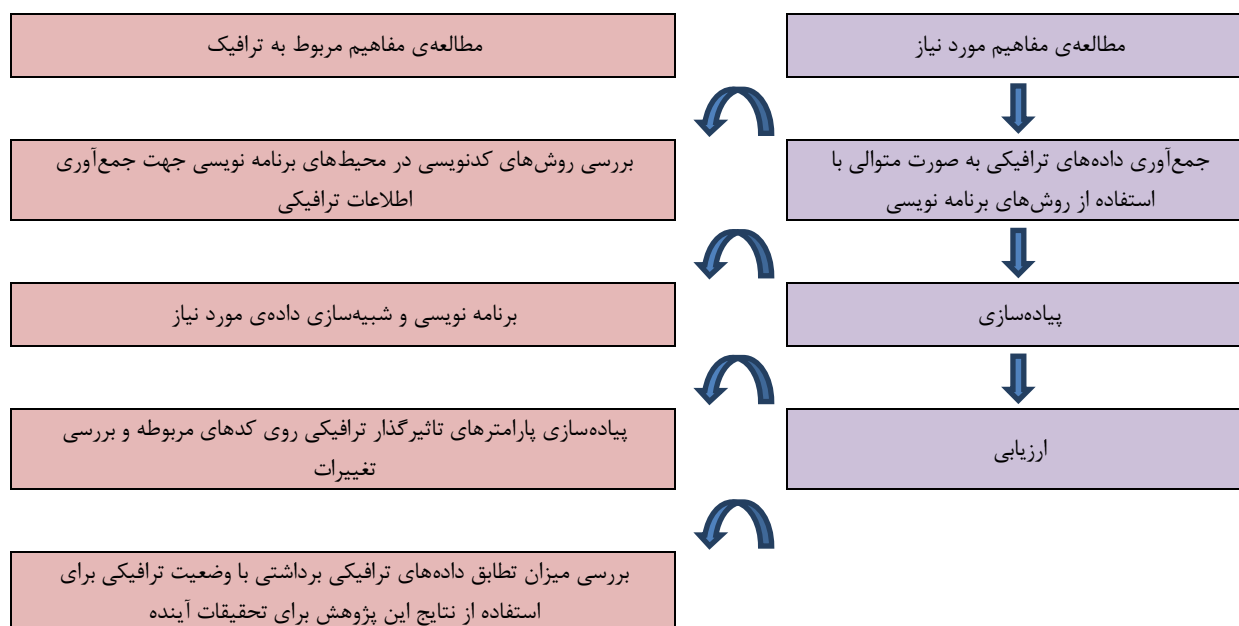 مطالعه‌ی مفاهیم مورد نیاز
مطالعه‌ی مفاهیم مربوط به ترافیک
جمع‌آوری داده‌های ترافیکی به صورت متوالی با
استفاده از روش‌های برنامه نویسی
بررسی روش‌های کدنویسی در محیط‌های برنامه نویسی جهت جمع‌آوری
اطلاعات ترافیکی
پیاده‌سازی
برنامه نویسی و شبیه‌سازی داده‌ی مورد نیاز
ارزیابی
پیاده‌سازی پارامترهای تاثیرگذار ترافیکی روی کدهای مربوطه و بررسی
تغییرات
بررسی میزان تطابق داده‌های ترافیکی برداشتی با وضعیت ترافیکی برای
استفاده از نتایج این پژوهش برای تحقیقات آینده